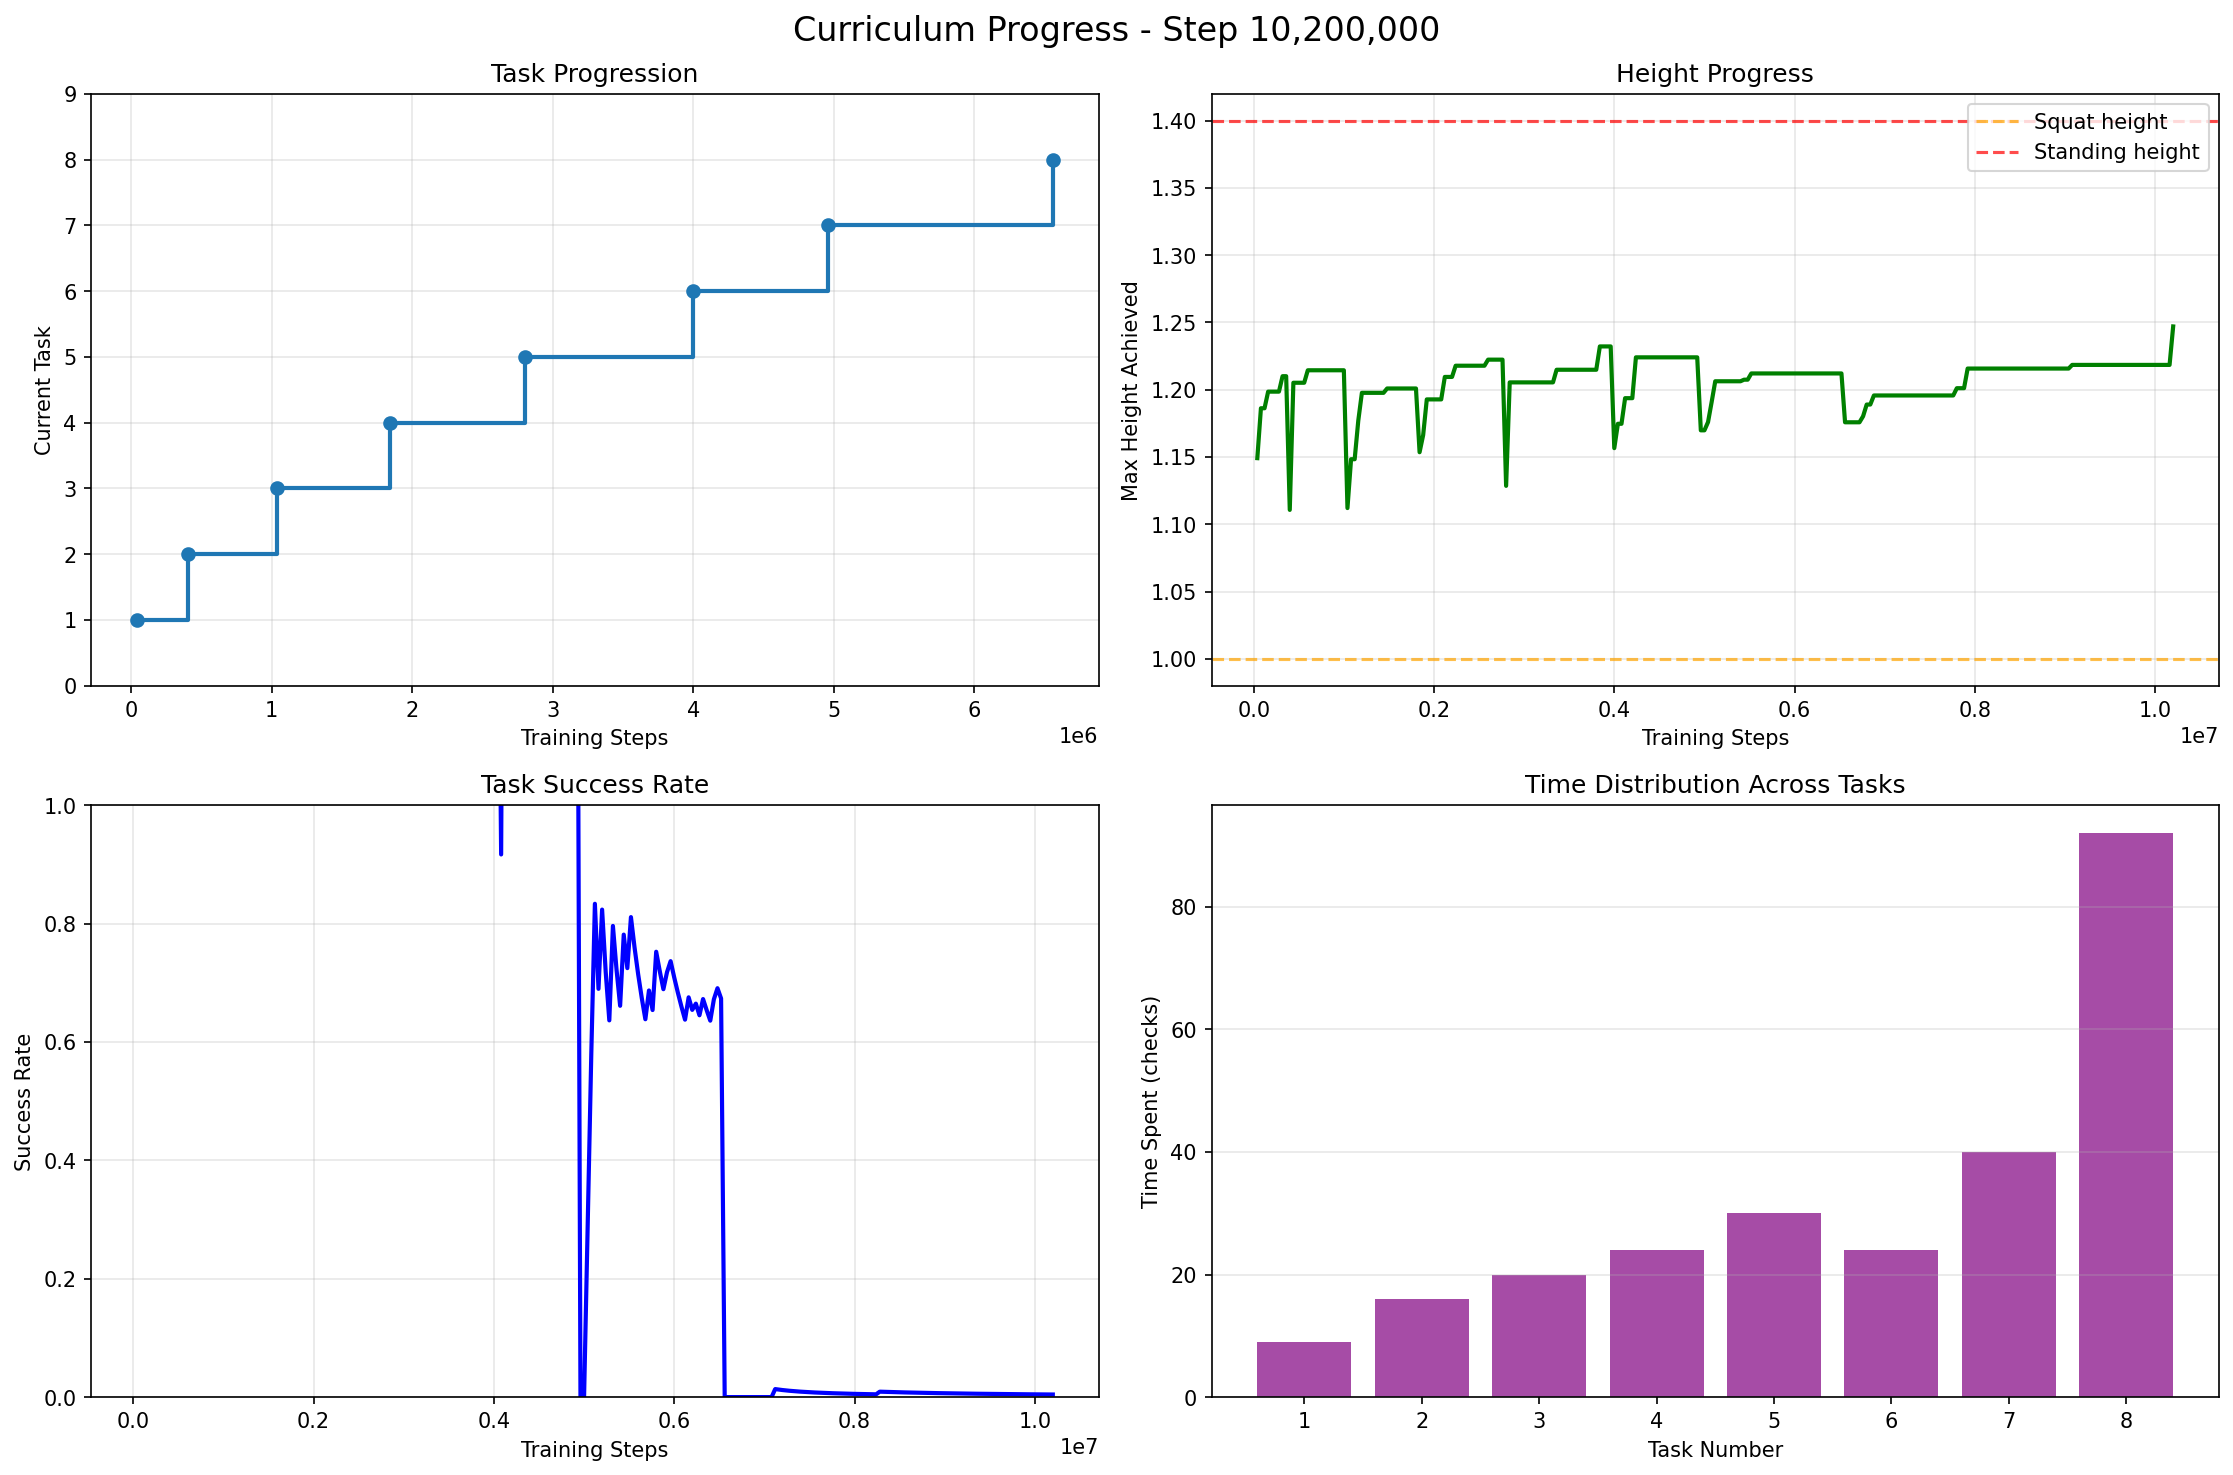 Curriculum Progress - Step 10,200,000
Task Progression
9
8
7
6
5
4
3
2
1
0
Current Task
0 1 2 3 4 5 6
1e6
Training Steps
Height Progress
1.40
1.35
1.30
1.25
1.20
1.15
1.10
1.05
1.00
Max Height Achieved
Squat height
Standing height
0.0 0.2 0.4 0.6 0.8 1.0
1e7
Training Steps
Task Success Rate
1.0
0.8
0.6
0.4
0.2
0.0
Success Rate
0.0 0.2 0.4 0.6 0.8 1.0
1e7
Training Steps
Time Distribution Across Tasks
80
60
40
20
0
Time Spent (checks)
1 2 3 4 5 6 7 8
Task Number